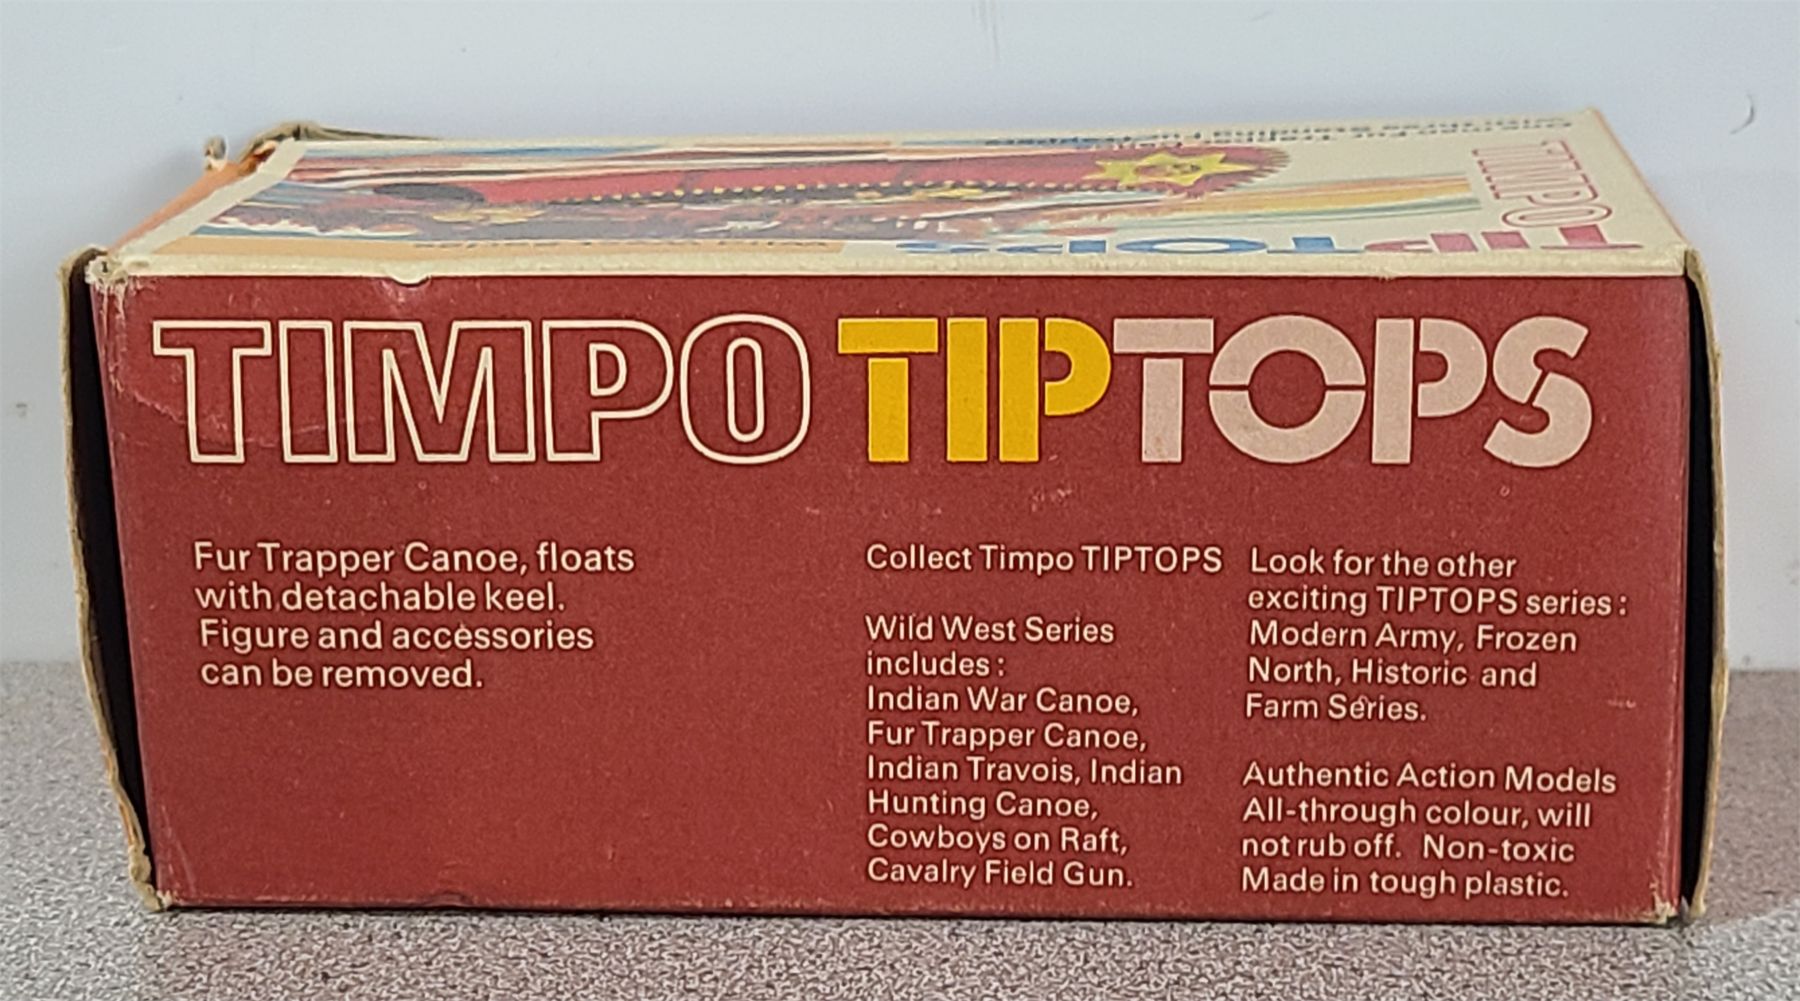 TIMPO
TIPTOPS
TIMPO TIPTOPS
Fur Trapper Canoe, floats
with detachable keel.
Figure and accessories
can be removed.
Collect Timpo TIPTOPS
Wild West Series
includes:
Indian War Canoe,
Fur Trapper Canoe,
Indian Travois, Indian
Hunting Canoe,
Cowboys on Raft,
Cavalry Field Gun.
Look for the other
exciting TIPTOPS series:
Modern Army, Frozen
North, Historic and
Farm Series.
Authentic Action Models
All-through colour, will
not rub off. Non-toxic
Made in tough plastic.